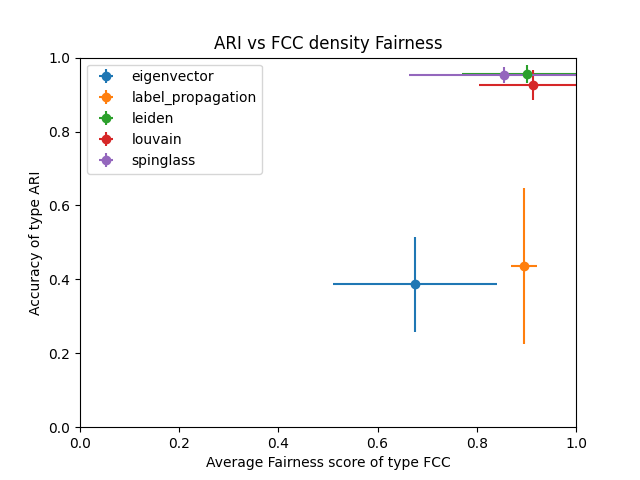 ARI vs FCC density Fairness
eigenvector
label_propagation
leiden
louvain
spinglass
Accuracy of type ARI
1.0
0.8
0.6
0.4
0.2
0.0
0.0 0.2 0.4 0.6 0.8 1.0
Average Fairness score of type FCC